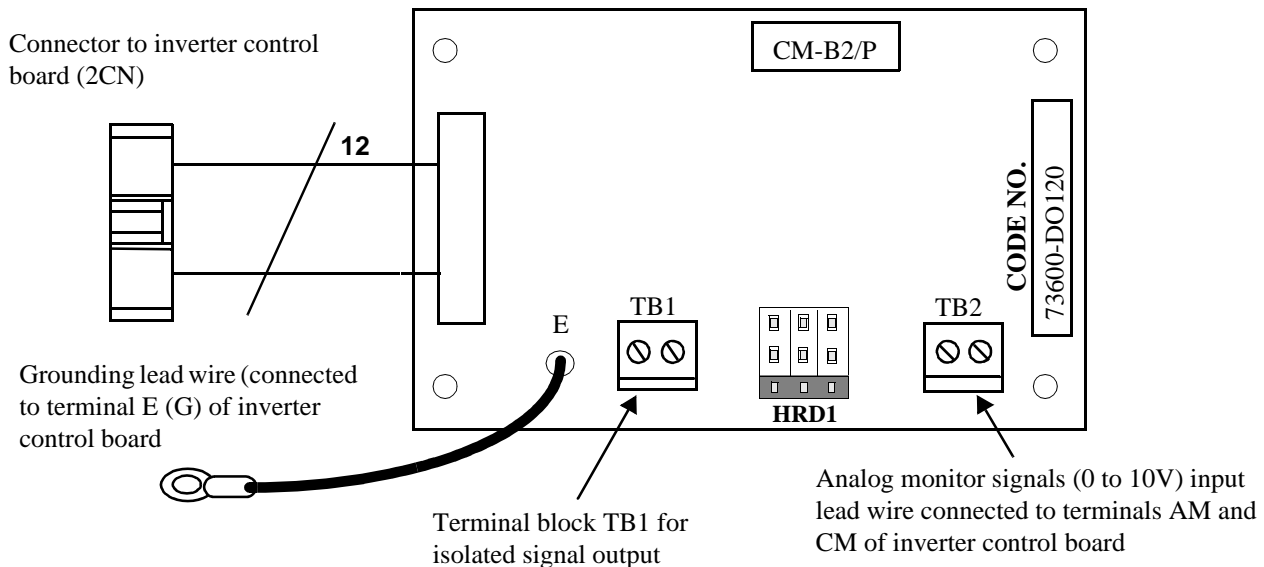 Connector to inverter control
board (2CN)
12
CM-B2/P
CODE NO.
73600-DO120
E
TB1
HRD1
TB2
Grounding lead wire (connected
to terminal E (G) of inverter
control board
Terminal block TB1 for
isolated signal output
Analog monitor signals (0 to 10V) input
lead wire connected to terminals AM and
CM of inverter control board